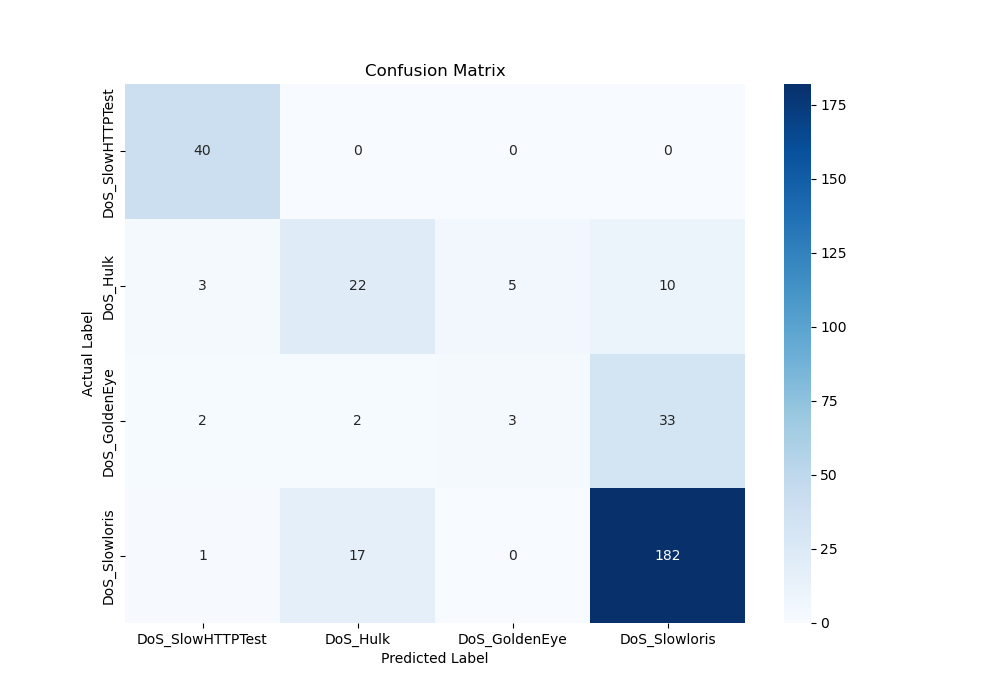 Confusion Matrix
Actual Label
DoS_SlowHTTPTest
40 0 0 0
DoS_Hulk
3 22 5 10
DoS_GoldenEye
2 2 3 33
DoS_Slowloris
1 17 0 182
DoS_SlowHTTPTest DoS_Hulk DoS_GoldenEye DoS_Slowloris
Predicted Label
175
150
125
100
75
50
25
0